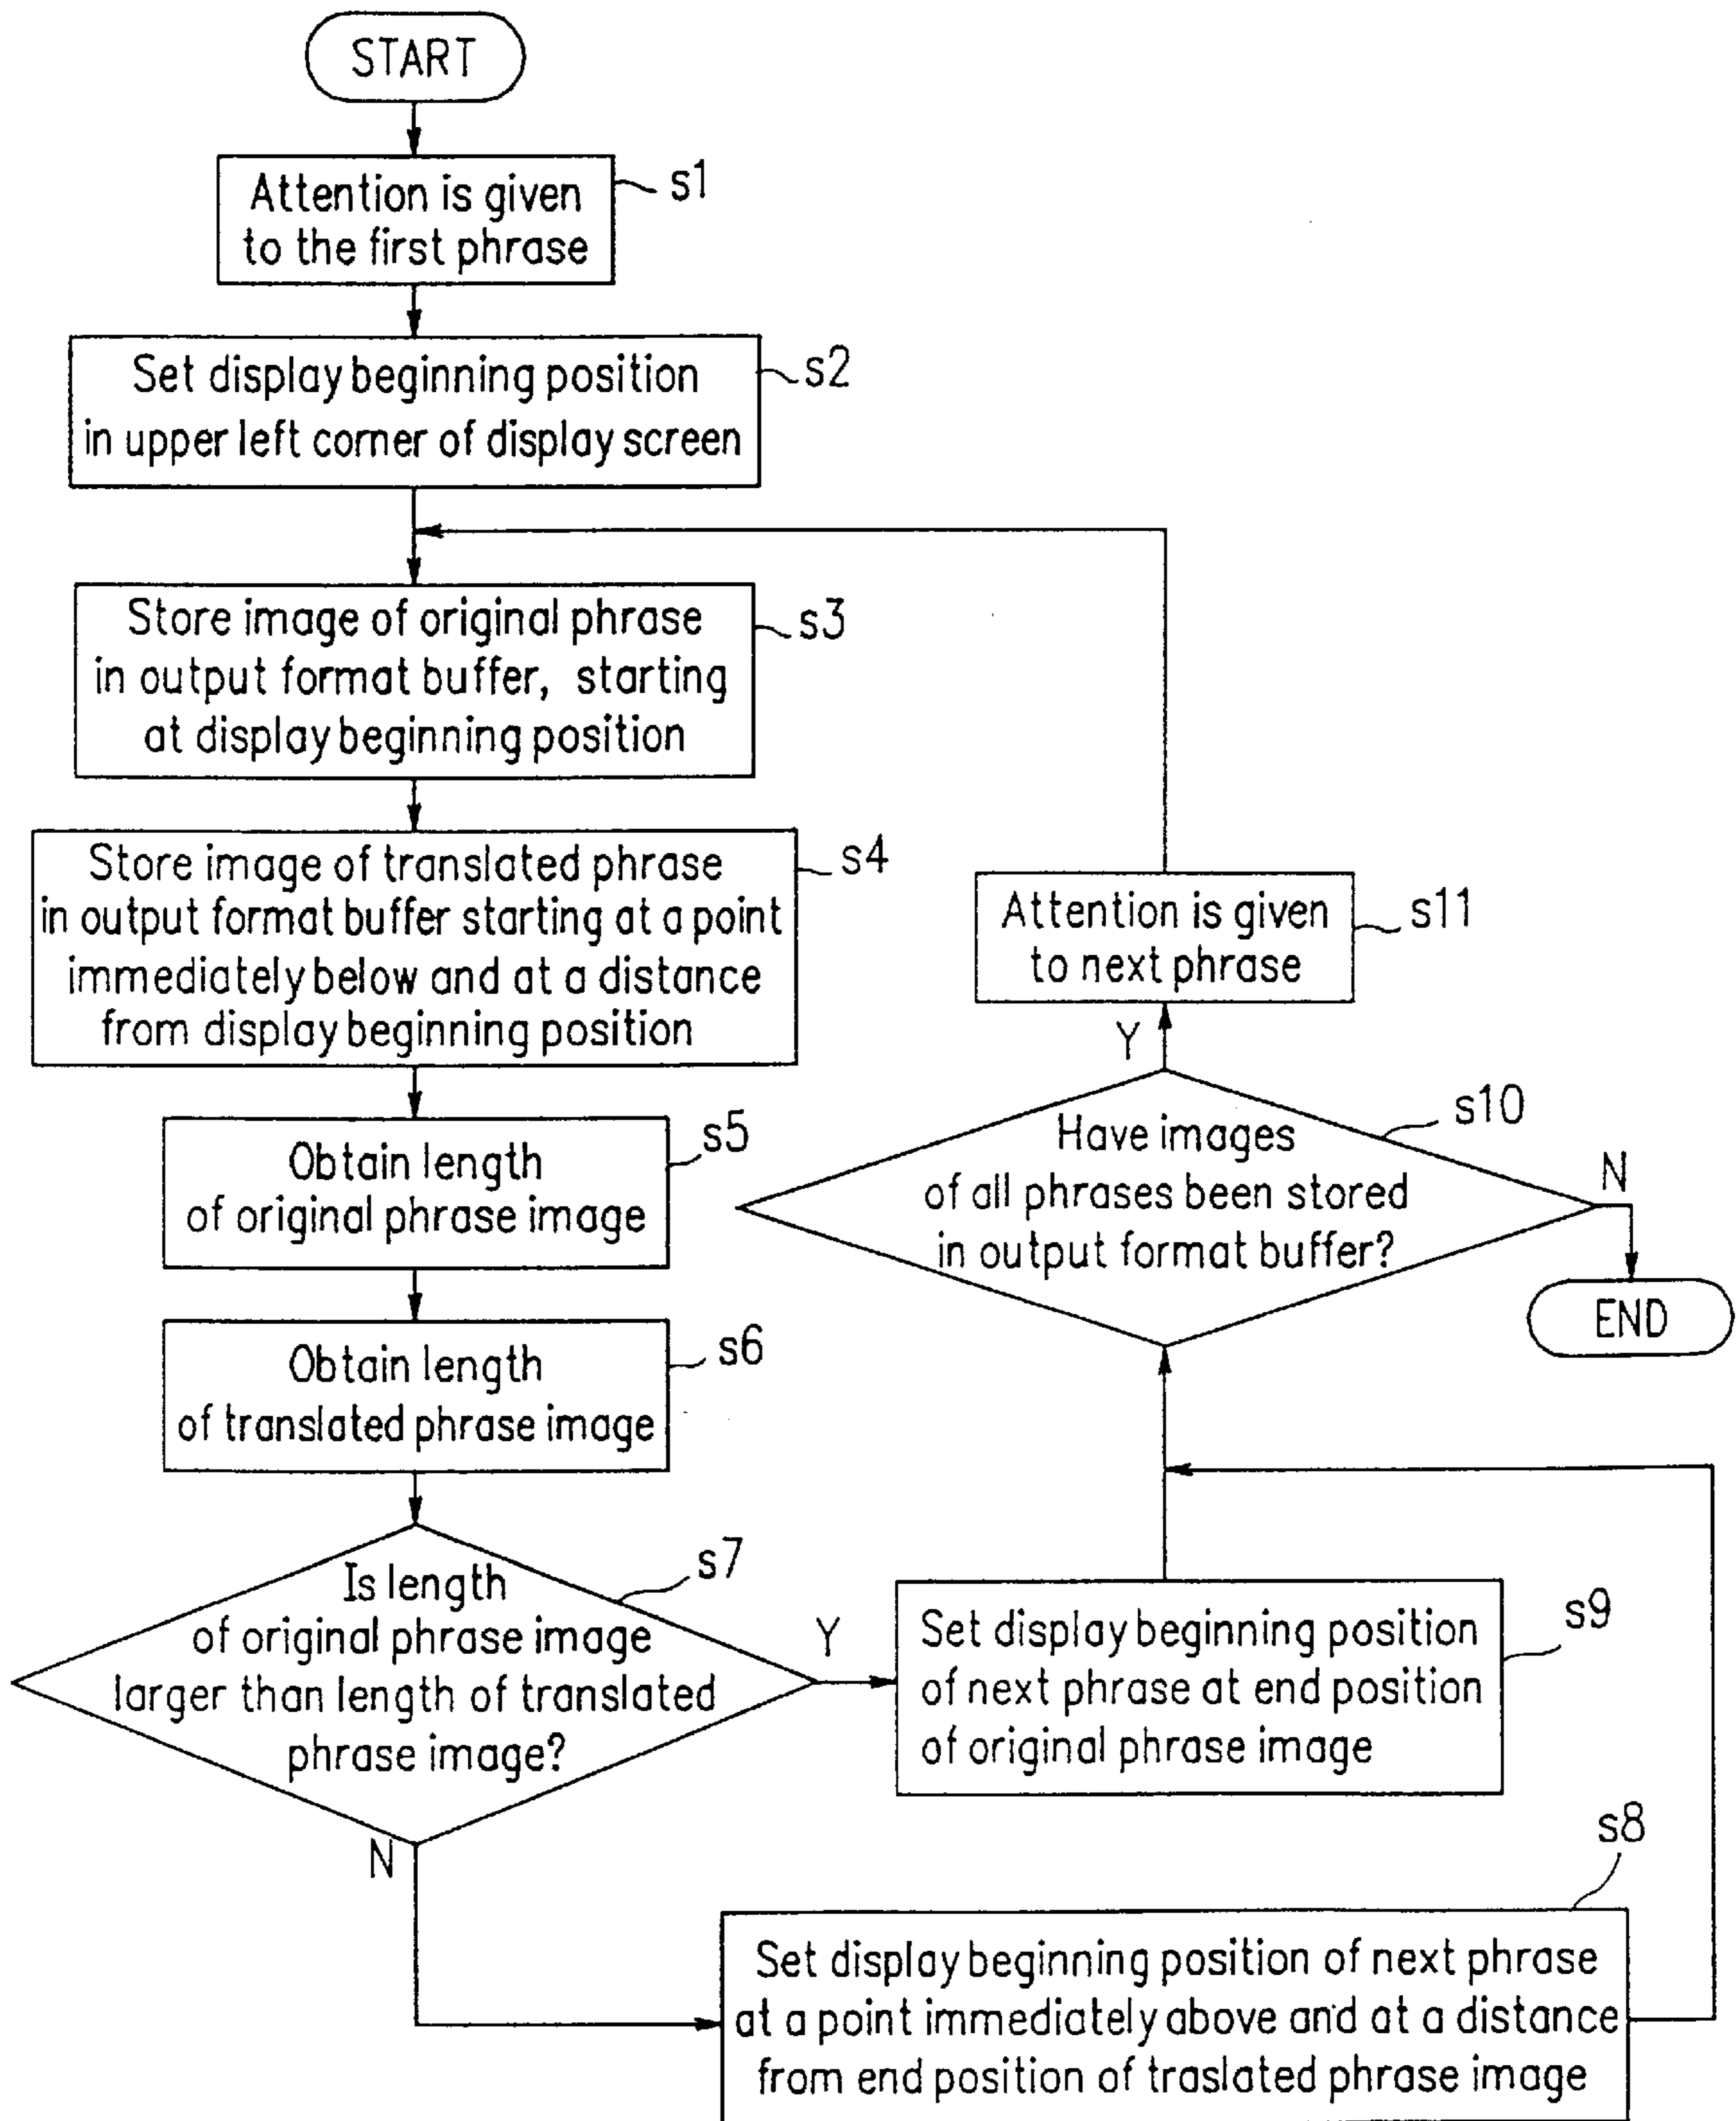 START
s1
Attention is given
to the first phrase
s2
Set display beginning position
in upper left corner of display screen
s3
Store image of original phrase
in output format buffer, starting
at display beginning position
s4
Store image of translated phrase
in output format buffer starting at a point
immediately below and at a distance
from display beginning position
s5
Obtain length
of original phrase image
s6
Obtain length
of translated phrase image
s7
Is length
of original phrase image
larger than length of translated
phrase image?
Y
N
s9
Set display beginning position
of next phrase at end position
of original phrase image
s8
Set display beginning position of next phrase
at a point immediately above and at a distance
from end position of traslated phrase image
s10
Have images
of all phrases been stored
in output format buffer?
Y
N
s11
Attention is given
to next phrase
END